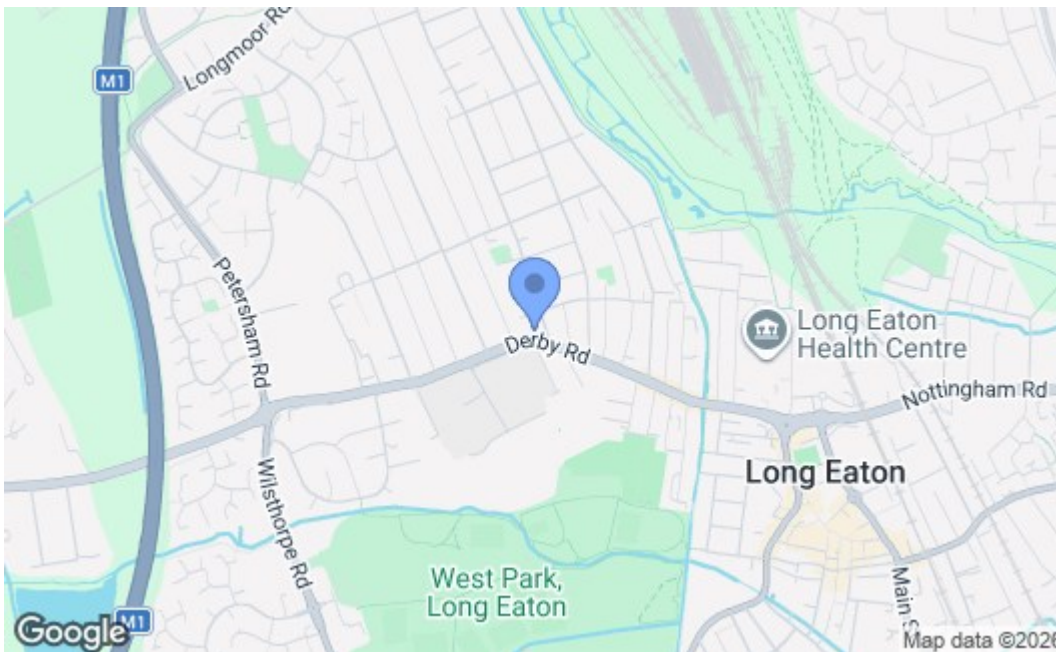 Longmoor Rd
M1
Petersham Rd
Derby Rd
Long Eaton
Health Centre
Nottingham Rd
Long Eaton
Wilsthorpe Rd
West Park,
Long Eaton
Main S
M1
Google
Map data ©2026